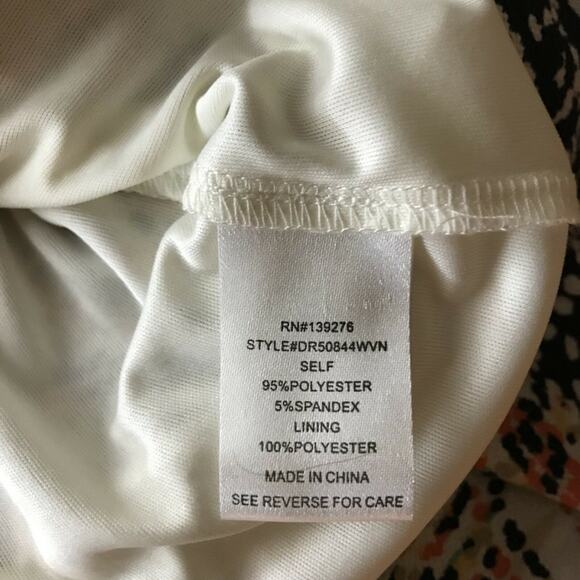 RN#139276
STYLE#DR50844WVN
SELF
95%POLYESTER
5%SPANDEX
LINING
100%POLYESTER
MADE IN CHINA
SEE REVERSE FOR CARE